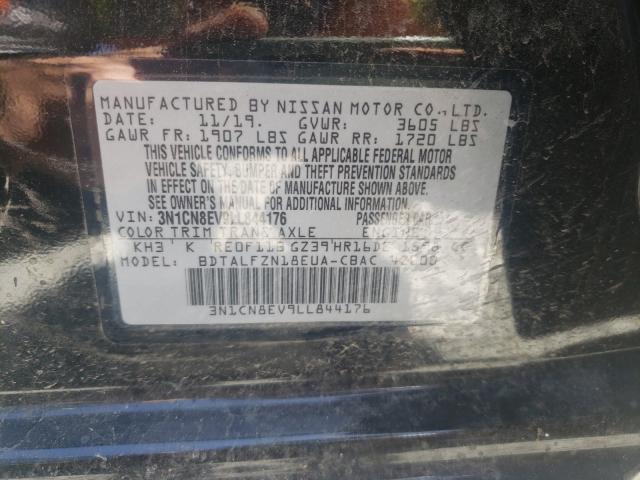 MANUFACTURED BY NISSAN MOTOR CO.,LTD.
DATE: 11/19. GVWR: 3605 LBS
GAWR FR: 1907 LBS GAWR RR: 1720 LBS
THIS VEHICLE CONFORMS TO ALL APPLICABLE FEDERAL MOTOR
VEHICLE SAFETY, BUMPER AND THEFT PREVENTION STANDARDS
IN EFFECT ON THE DATE OF MANUFACTURE SHOWN ABOVE.
SEE OWNER'S MANUAL FOR ADDITIONAL INFORMATION.
VIN: 3N1CN8EV9LL844176 PASSENGER CAR
COLOR TRIM TRANS AXLE ENGINE
KH3 K RE0F11B GZ39 HR16DE 1598 CC
MODEL: BDTALFZN18EUA-CBAC
3N1CN8EV9LL844176